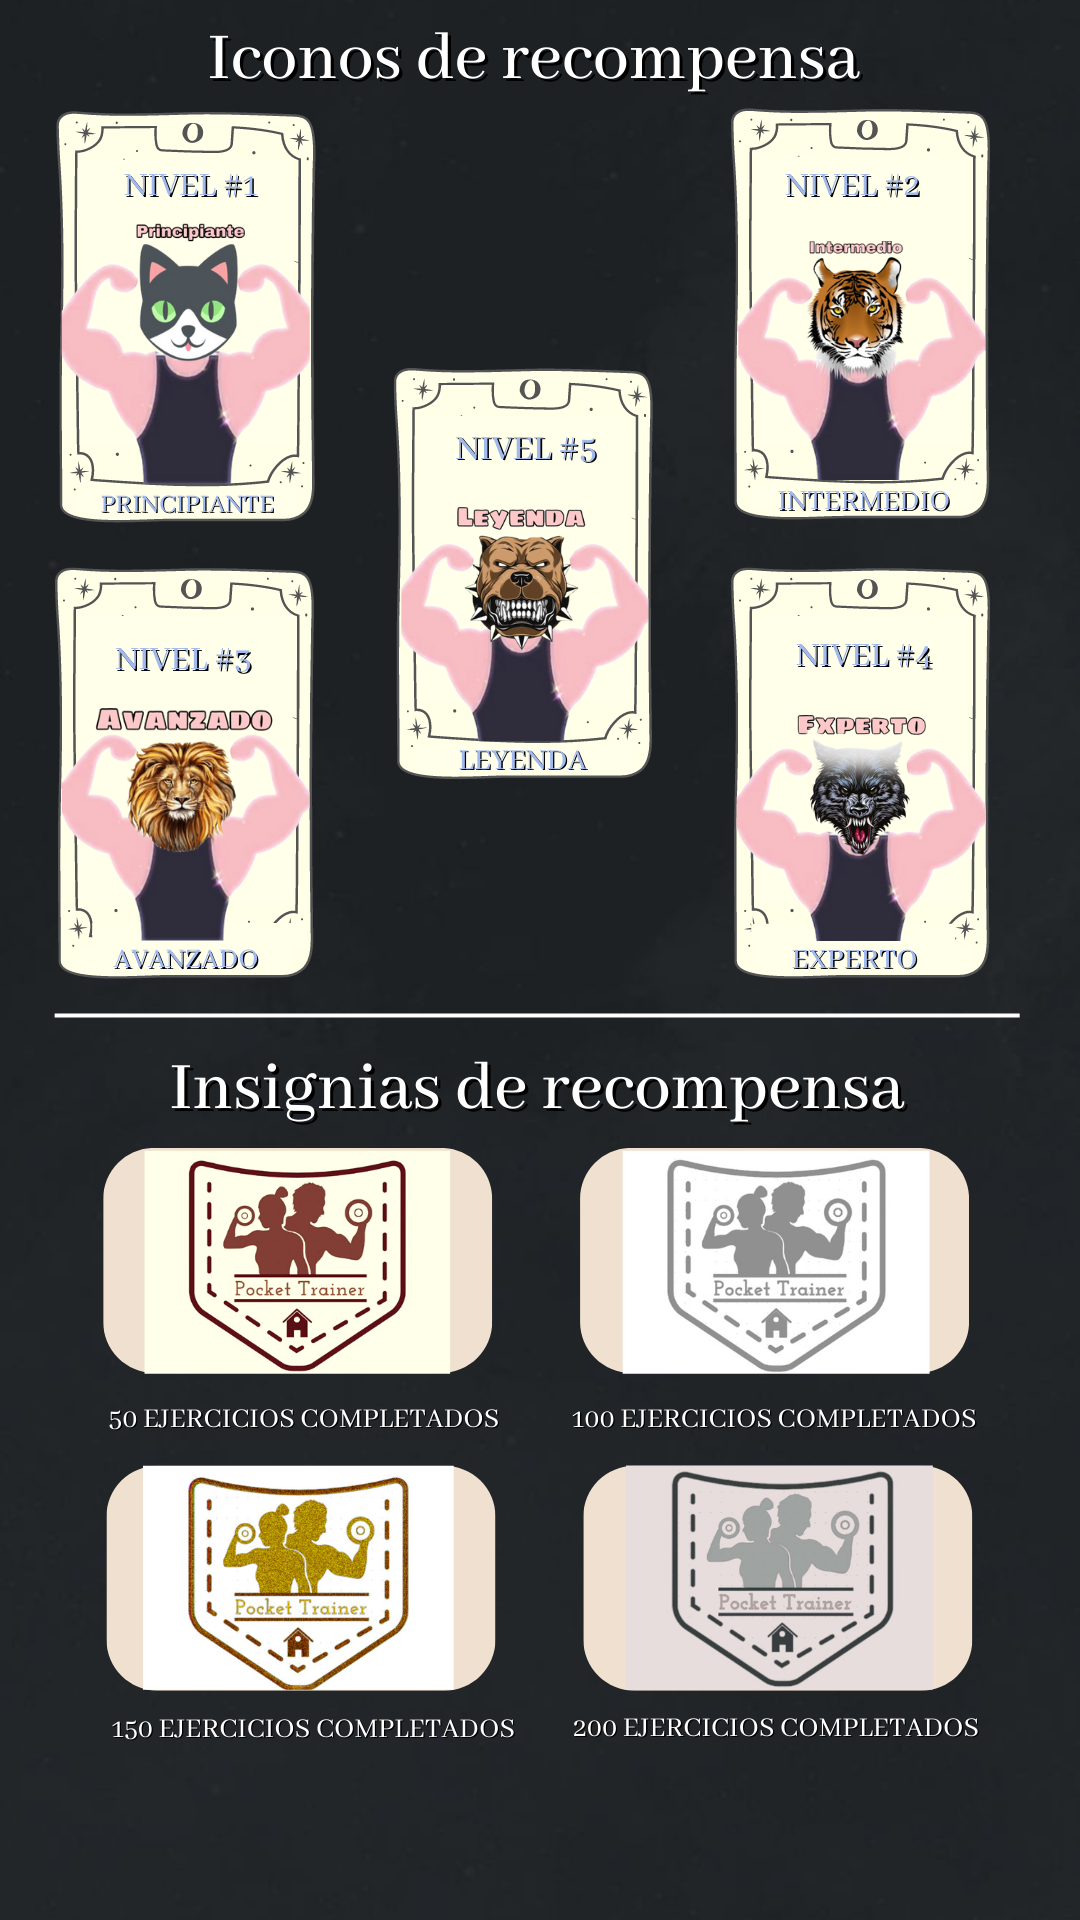 Iconos de recompensa
O
NIVEL #1
Principiante
PRINCIPIANTE
O
NIVEL #2
Intermedio
INTERMEDIO
O
NIVEL #5
Leyenda
LEYENDA
O
NIVEL #3
Avanzado
AVANZADO
O
NIVEL #4
Experto
EXPERTO
Insignias de recompensa
Pocket Trainer
50 EJERCICIOS COMPLETADOS
Pocket Trainer
100 EJERCICIOS COMPLETADOS
Pocket Trainer
150 EJERCICIOS COMPLETADOS
Pocket Trainer
200 EJERCICIOS COMPLETADOS